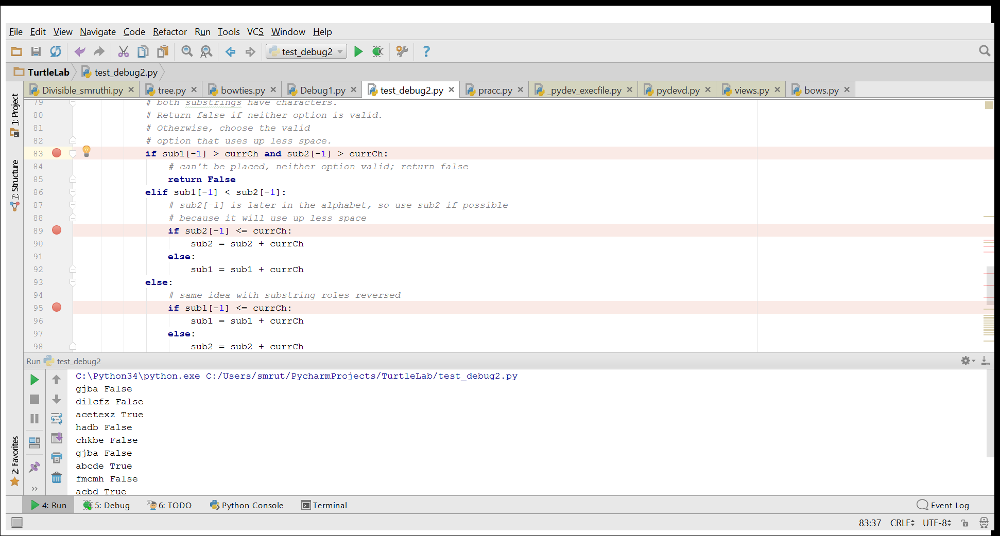 File Edit View Navigate Code Refactor Run Tools VCS Window Help
test_debug2
TurtleLab test_debug2.py
Divisible_smruthi.py tree.py bowties.py Debug1.py test_debug2.py pracc.py _pydev_execfile.py pydevd.py views.py bows.py
1: Project
7: Structure
2: Favorites
79 # both substrings have characters.
80 # Return false if neither option is valid.
81 # Otherwise, choose the valid
82 # option that uses up less space.
83 if sub1[-1] > currCh and sub2[-1] > currCh:
84 # can't be placed, neither option valid; return false
85 return False
86 elif sub1[-1] < sub2[-1]:
87 # sub2[-1] is later in the alphabet, so use sub2 if possible
88 # because it will use up less space
89 if sub2[-1] <= currCh:
90 sub2 = sub2 + currCh
91 else:
92 sub1 = sub1 + currCh
93 else:
94 # same idea with substring roles reversed
95 if sub1[-1] <= currCh:
96 sub1 = sub1 + currCh
97 else:
98 sub2 = sub2 + currCh
Run test_debug2
C:\Python34\python.exe C:/Users/smrut/PycharmProjects/TurtleLab/test_debug2.py
gjba False
dilcfz False
acetexz True
hadb False
chkbe False
gjba False
abcde True
fmcmh False
acbd True
4: Run 5: Debug 6: TODO Python Console Terminal Event Log
83:37 CRLF UTF-8